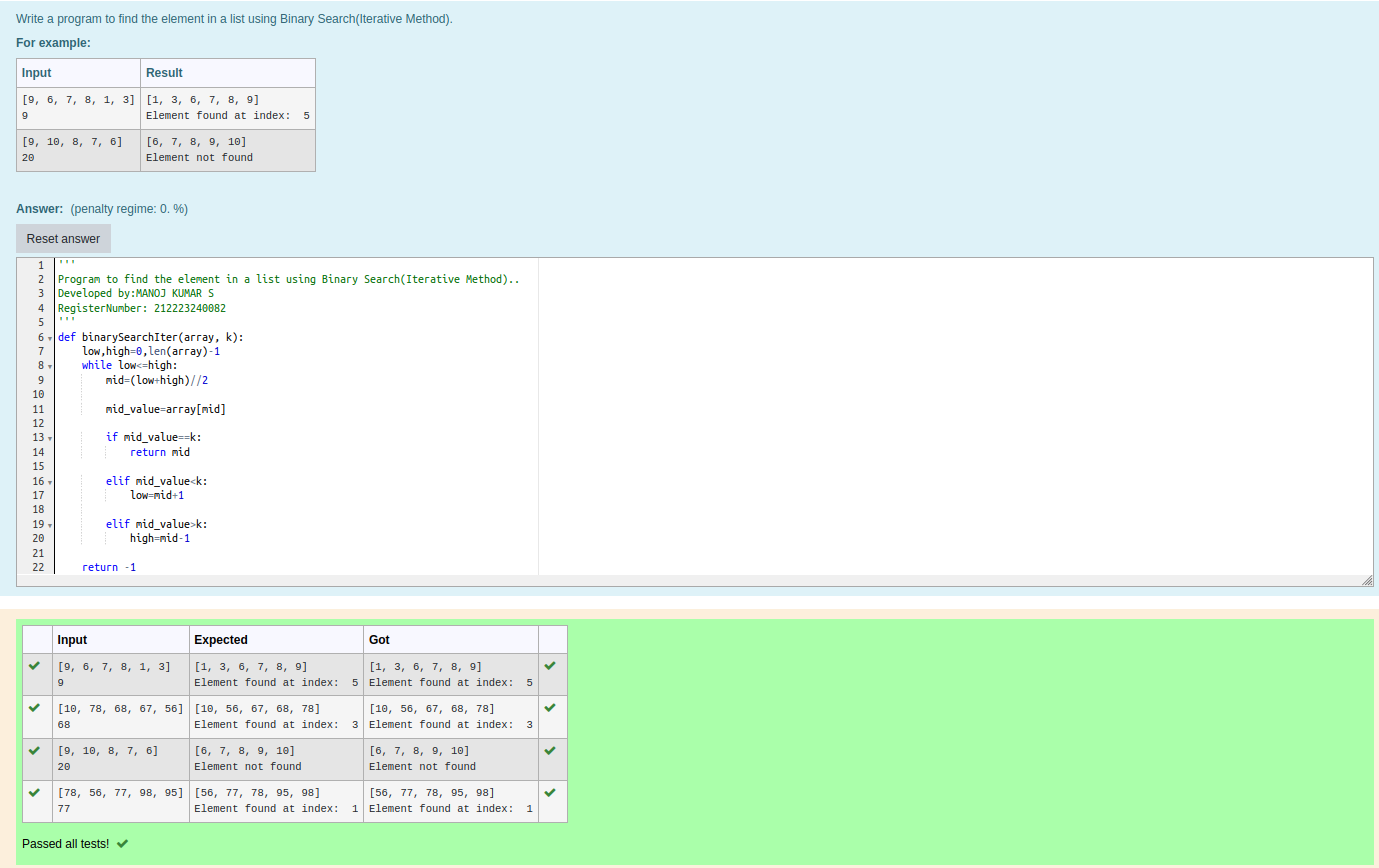 Write a program to find the element in a list using Binary Search(Iterative Method).
For example:
Input Result
[9, 6, 7, 8, 1, 3] [1, 3, 6, 7, 8, 9]
9 Element found at index:  5
[9, 10, 8, 7, 6] [6, 7, 8, 9, 10]
20 Element not found
Answer: (penalty regime: 0. %)
Reset answer
1 '''
2 Program to find the element in a list using Binary Search(Iterative Method)..
3 Developed by:MANOJ KUMAR S
4 RegisterNumber: 212223240082
5 '''
6 def binarySearchIter(array, k):
7     low,high=0,len(array)-1
8     while low<=high:
9         mid=(low+high)//2
10
11         mid_value=array[mid]
12
13         if mid_value==k:
14             return mid
15
16         elif mid_value<k:
17             low=mid+1
18
19         elif mid_value>k:
20             high=mid-1
21
22     return -1
Input Expected Got
[9, 6, 7, 8, 1, 3] [1, 3, 6, 7, 8, 9] [1, 3, 6, 7, 8, 9]
9 Element found at index:  5 Element found at index:  5
[10, 78, 68, 67, 56] [10, 56, 67, 68, 78] [10, 56, 67, 68, 78]
68 Element found at index:  3 Element found at index:  3
[9, 10, 8, 7, 6] [6, 7, 8, 9, 10] [6, 7, 8, 9, 10]
20 Element not found Element not found
[78, 56, 77, 98, 95] [56, 77, 78, 95, 98] [56, 77, 78, 95, 98]
77 Element found at index:  1 Element found at index:  1
Passed all tests!